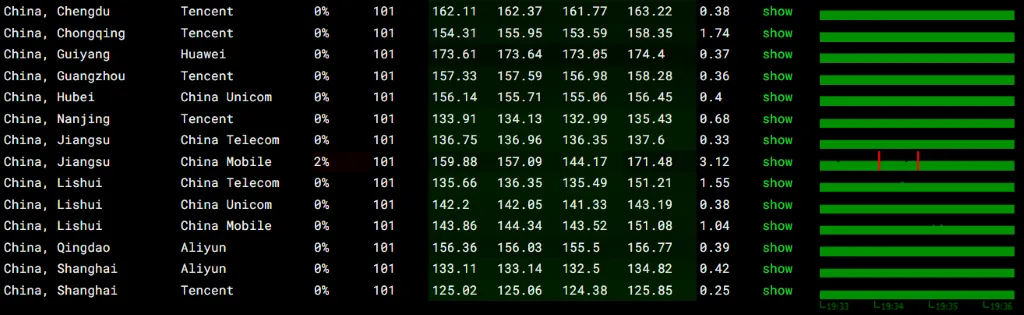 China, Chengdu Tencent 0% 101 162.11 162.37 161.77 163.22 0.38 show
China, Chongqing Tencent 0% 101 154.31 155.95 153.59 158.35 1.74 show
China, Guiyang Huawei 0% 101 173.61 173.64 173.05 174.4 0.37 show
China, Guangzhou Tencent 0% 101 157.33 157.59 156.98 158.28 0.36 show
China, Hubei China Unicom 0% 101 156.14 155.71 155.06 156.45 0.4 show
China, Nanjing Tencent 0% 101 133.91 134.13 132.99 135.43 0.68 show
China, Jiangsu China Telecom 0% 101 136.75 136.96 136.35 137.6 0.33 show
China, Jiangsu China Mobile 2% 101 159.88 157.09 144.17 171.48 3.12 show
China, Lishui China Telecom 0% 101 135.66 136.35 135.49 151.21 1.55 show
China, Lishui China Unicom 0% 101 142.2 142.05 141.33 143.19 0.38 show
China, Lishui China Mobile 0% 101 143.86 144.34 143.52 151.08 1.04 show
China, Qingdao Aliyun 0% 101 156.36 156.03 155.5 156.77 0.39 show
China, Shanghai Aliyun 0% 101 133.11 133.14 132.5 134.82 0.42 show
China, Shanghai Tencent 0% 101 125.02 125.06 124.38 125.85 0.25 show
19:33 19:34 19:35 19:36